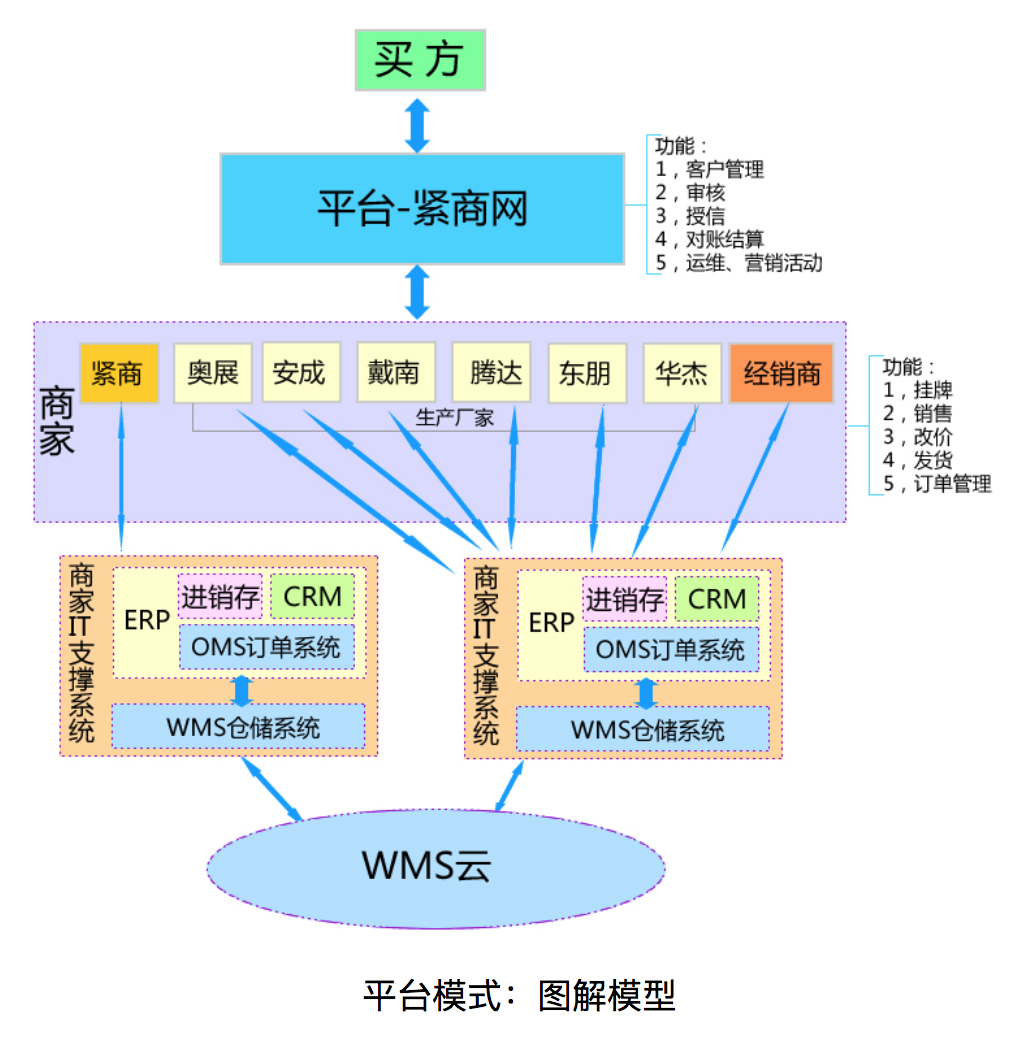 买 方
平台-紧商网
功能：
1，客户管理
2，审核
3，授信
4，对账结算
5，运维、营销活动
商家
紧商
奥展
安成
戴南
腾达
东朋
华杰
经销商
生产厂家
功能：
1，挂牌
2，销售
3，改价
4，发货
5，订单管理
商家IT支撑系统
ERP
进销存
CRM
OMS订单系统
WMS仓储系统
商家IT支撑系统
ERP
进销存
CRM
OMS订单系统
WMS仓储系统
WMS云
平台模式：图解模型